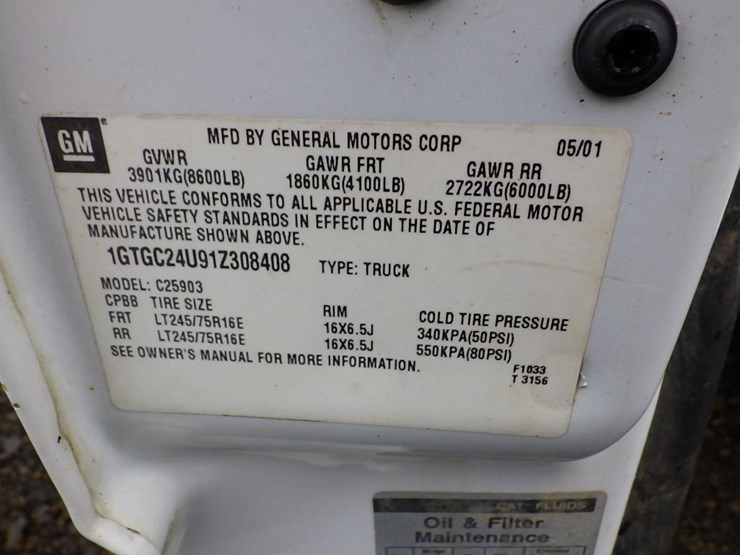 GM
MFD BY GENERAL MOTORS CORP 05/01
GVWR GAWR FRT GAWR RR
3901KG(8600LB) 1860KG(4100LB) 2722KG(6000LB)
THIS VEHICLE CONFORMS TO ALL APPLICABLE U.S. FEDERAL MOTOR
VEHICLE SAFETY STANDARDS IN EFFECT ON THE DATE OF
MANUFACTURE SHOWN ABOVE.
1GTGC24U91Z308408 TYPE: TRUCK
MODEL: C25903
CPBB TIRE SIZE RIM COLD TIRE PRESSURE
FRT LT245/75R16E 16X6.5J 340KPA(50PSI)
RR LT245/75R16E 16X6.5J 550KPA(80PSI)
SEE OWNER'S MANUAL FOR MORE INFORMATION.
F1033
T 3156
CAT FLUIDS
Oil & Filter
Maintenance